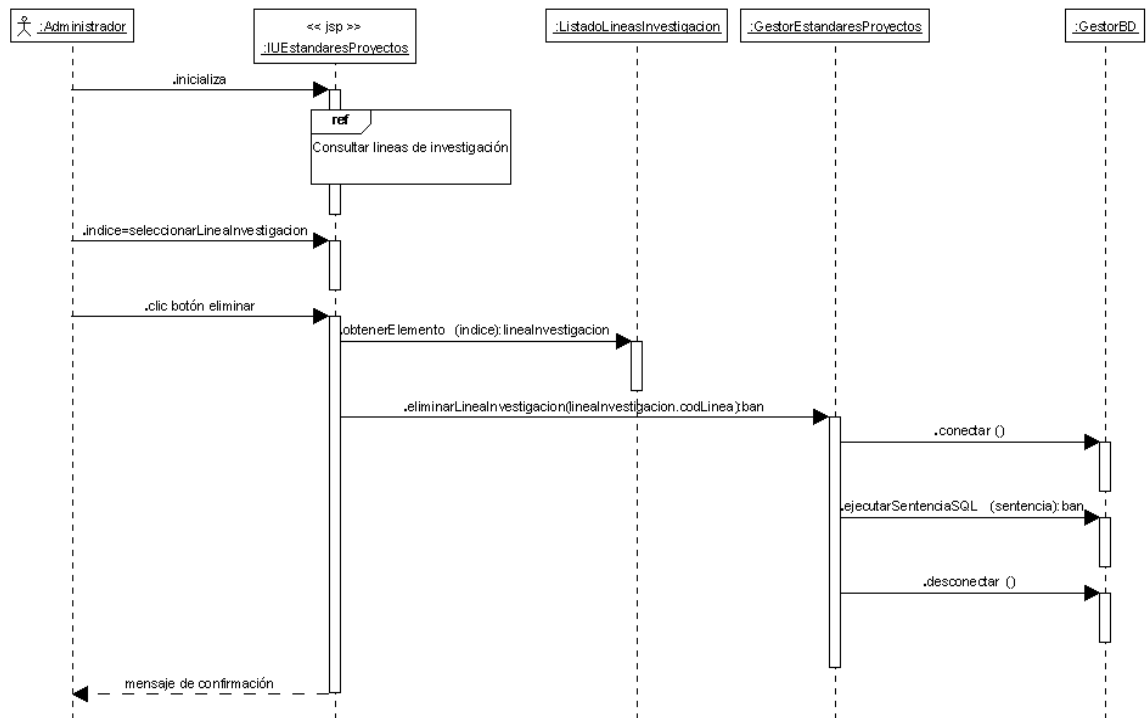 :Administrador
<< jsp >>
:IUEstandaresProyectos
:ListadoLineasInvestigacion
:GestorEstandaresProyectos
:GestorBD
.inicializa
ref
Consultar lineas de investigación
.indice=seleccionarLineaInvestigacion
.clic botón eliminar
.obtenerElemento (indice):lineaInvestigacion
.eliminarLineaInvestigacion(lineaInvestigacion.codLinea):ban
.conectar ()
.ejecutarSentenciaSQL (sentencia):ban
.desconectar ()
mensaje de confirmación